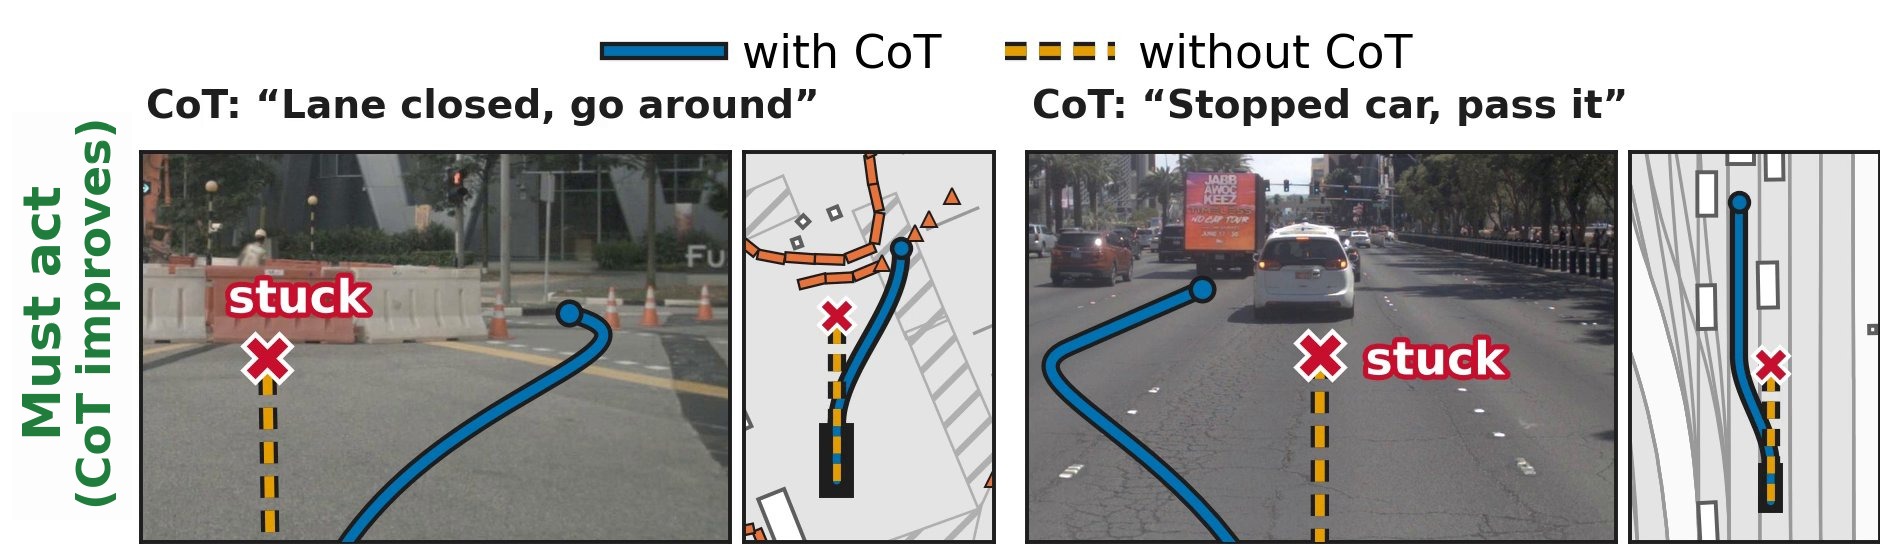 with CoT
without CoT
CoT: “Lane closed, go around”
CoT: “Stopped car, pass it”
Must act
(CoT improves)
stuck
Fu
JABB
AWOC
KEEZ
NO CAP TOUR
stuck